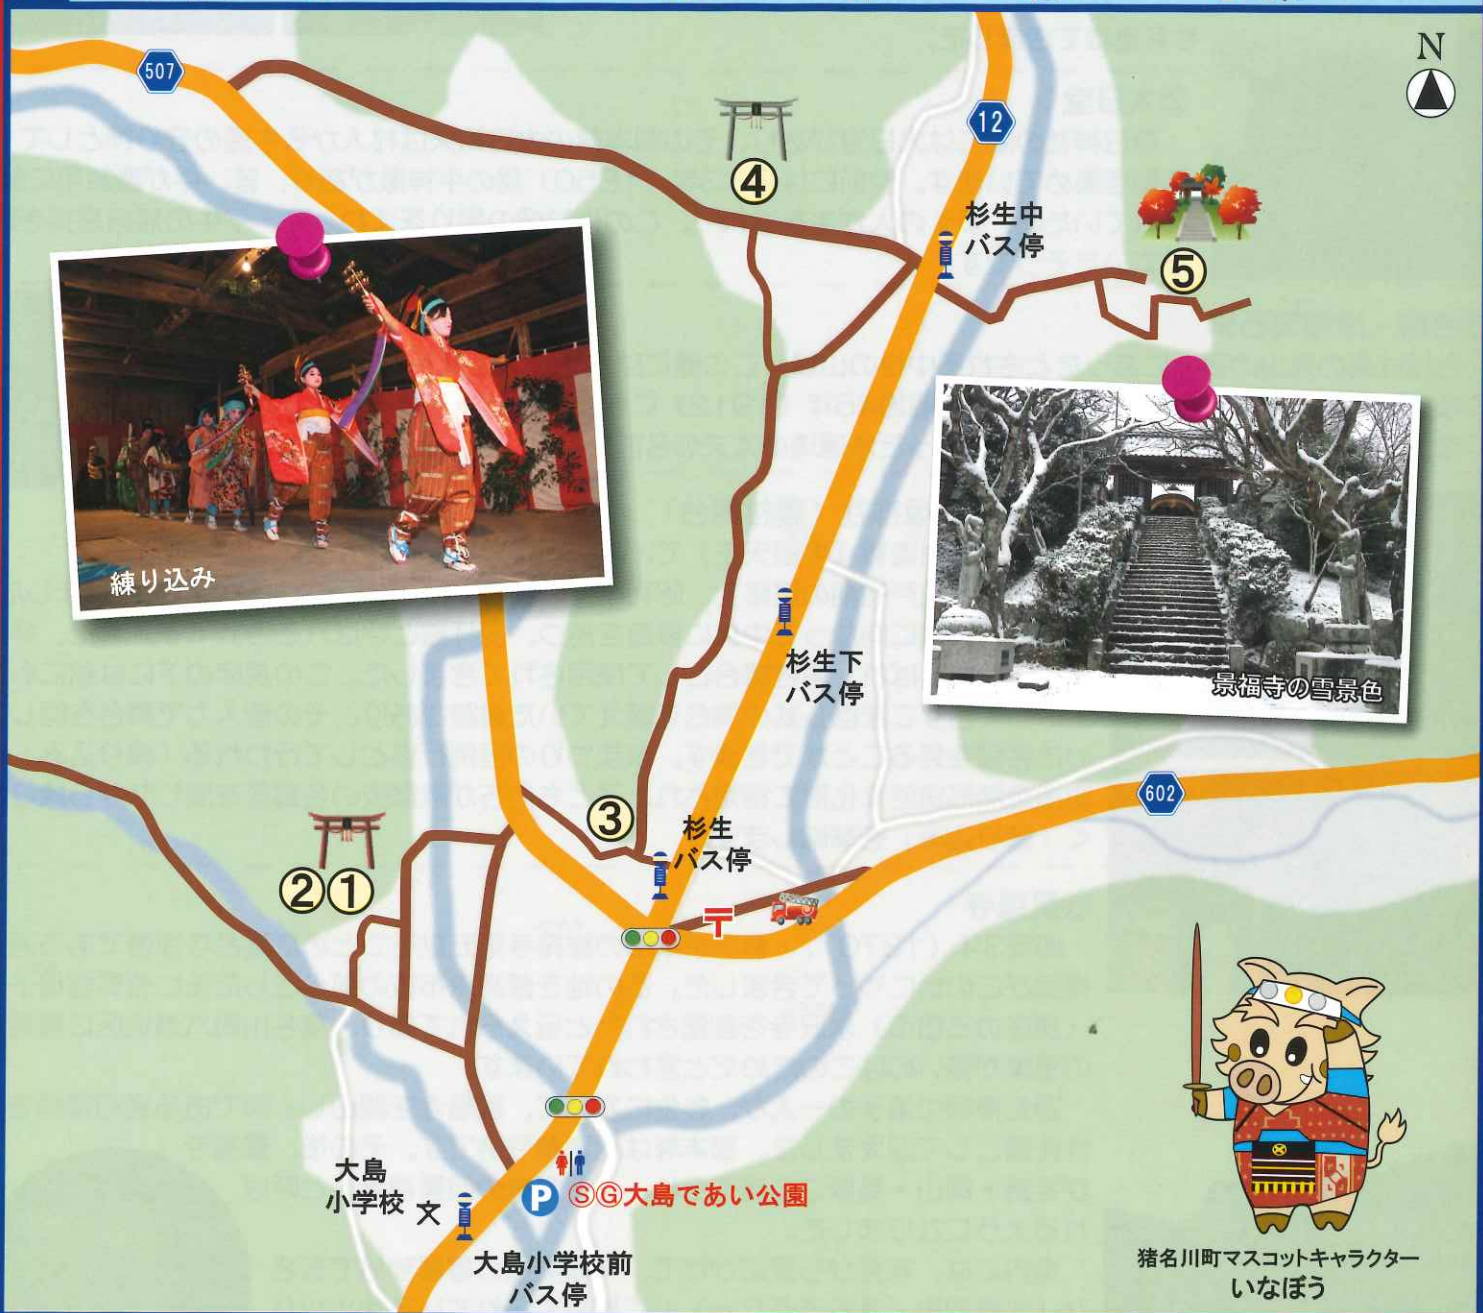 N
507
12
④
杉生中
バス停
⑤
練り込み
景福寺の雪景色
杉生下
バス停
602
③
杉生
バス停
②①
〒
大島
小学校
文
P
ⓈⒼ大島であい公園
大島小学校前
バス停
猪名川町マスコットキャラクター
いなぼう